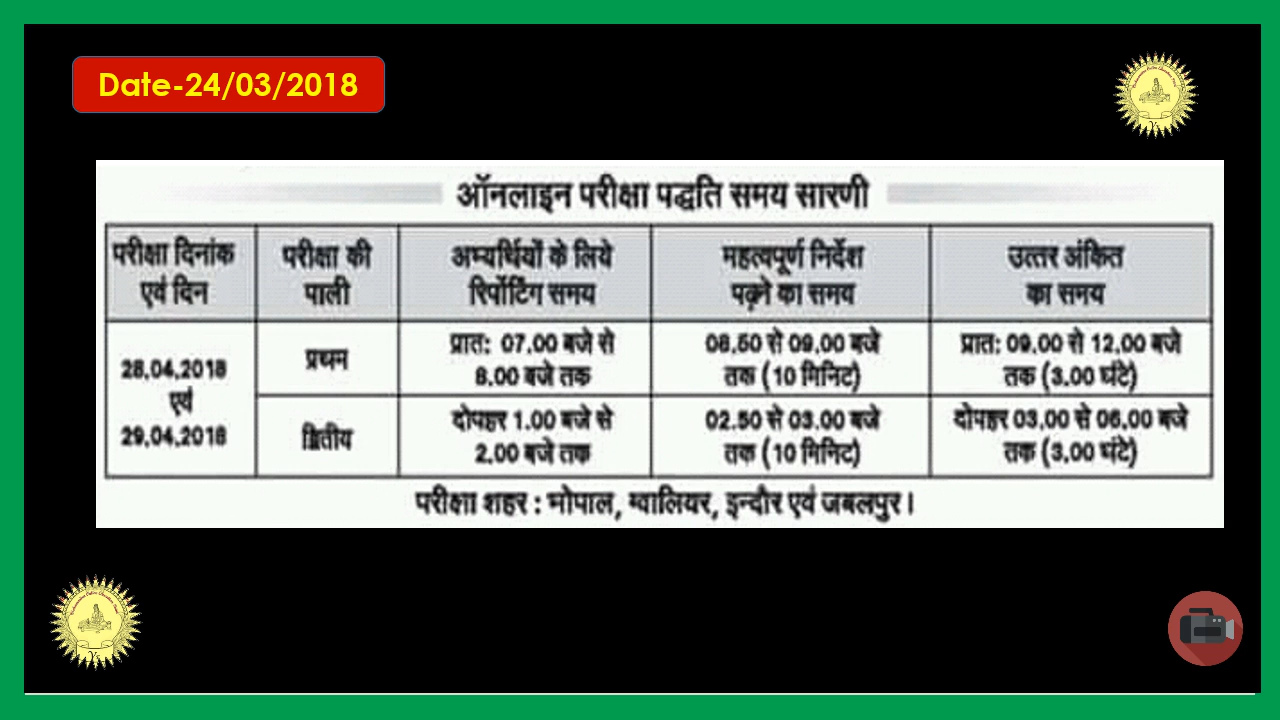 Date-24/03/2018
ऑनलाइन परीक्षा पद्धति समय सारणी
परीक्षा दिनांक
एवं दिन
परीक्षा की
पाली
अभ्यर्थियों के लिये
रिर्पोटिंग समय
महत्वपूर्ण निर्देश
पढ़ने का समय
उत्तर अंकित
का समय
28.04.2018
एवं
29.04.2018
प्रथम
प्रातः 07.00 बजे से
8.00 बजे तक
08.50 से 09.00 बजे
तक (10 मिनिट)
प्रातः 09.00 से 12.00 बजे
तक (3.00 घंटे)
द्वितीय
दोपहर 1.00 बजे से
2.00 बजे तक
02.50 से 03.00 बजे
तक (10 मिनिट)
दोपहर 03.00 से 06.00 बजे
तक (3.00 घंटे)
परीक्षा शहर : भोपाल, ग्वालियर, इन्दौर एवं जबलपुर।